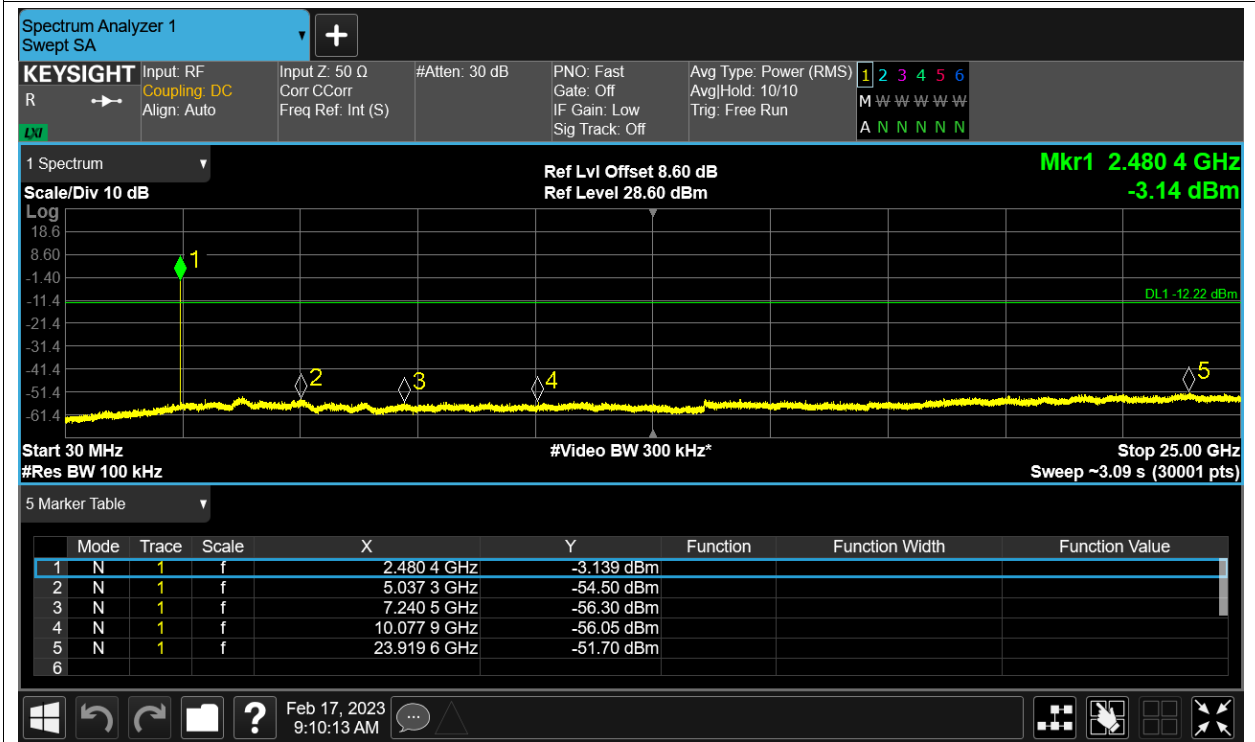 Spectrum Analyzer 1
Swept SA
KEYSIGHT
R
LXI
Input: RF
Coupling: DC
Align: Auto
Input Z: 50 Ω
Corr CCorr
Freq Ref: Int (S)
#Atten: 30 dB
PNO: Fast
Gate: Off
IF Gain: Low
Sig Track: Off
Avg Type: Power (RMS)
Avg|Hold: 10/10
Trig: Free Run
1 2 3 4 5 6
M W W W W W
A N N N N N
1 Spectrum
Scale/Div 10 dB
Ref Lvl Offset 8.60 dB
Ref Level 28.60 dBm
Mkr1 2.480 4 GHz
-3.14 dBm
Log
18.6
8.60
-1.40
-11.4
-21.4
-31.4
-41.4
-51.4
-61.4
1
2
3
4
5
DL1 -12.22 dBm
Start 30 MHz
#Res BW 100 kHz
#Video BW 300 kHz*
Stop 25.00 GHz
Sweep ~3.09 s (30001 pts)
5 Marker Table
Mode Trace Scale X Y Function Function Width Function Value
1 N 1 f 2.480 4 GHz -3.139 dBm
2 N 1 f 5.037 3 GHz -54.50 dBm
3 N 1 f 7.240 5 GHz -56.30 dBm
4 N 1 f 10.077 9 GHz -56.05 dBm
5 N 1 f 23.919 6 GHz -51.70 dBm
6
?
Feb 17, 2023
9:10:13 AM